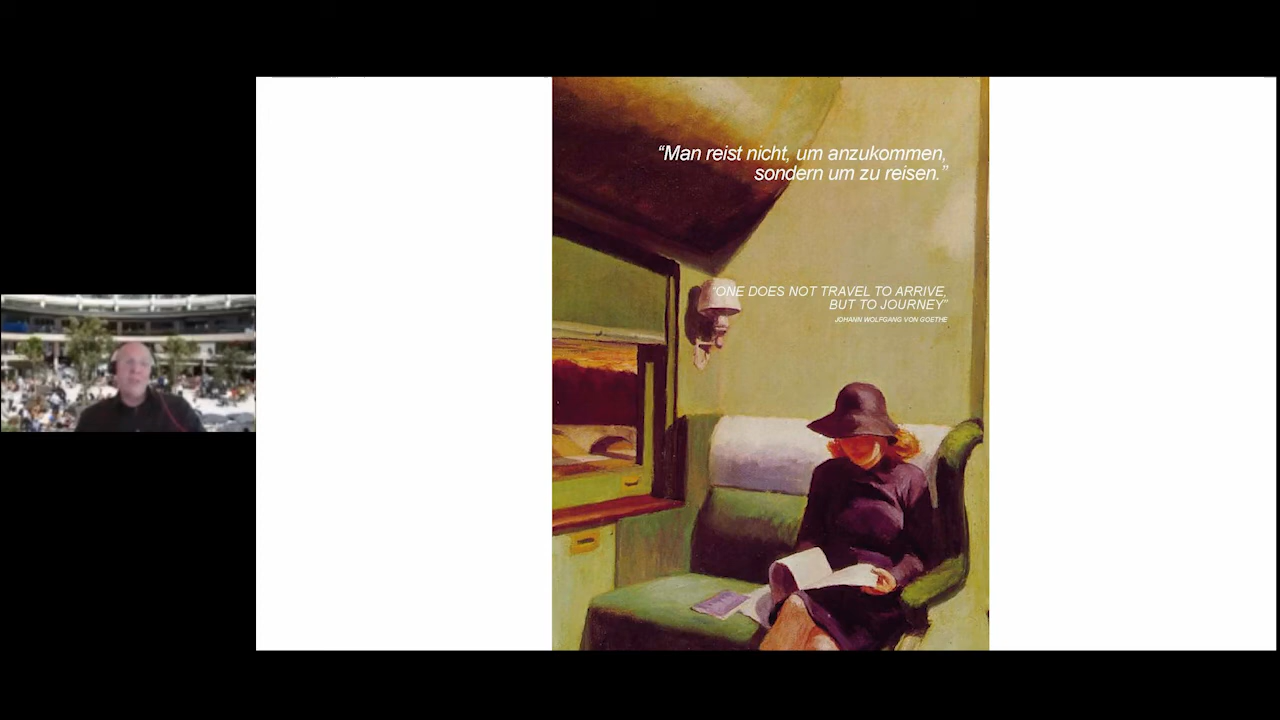 “Man reist nicht, um anzukommen,
sondern um zu reisen.”
“ONE DOES NOT TRAVEL TO ARRIVE,
BUT TO JOURNEY”
JOHANN WOLFGANG VON GOETHE